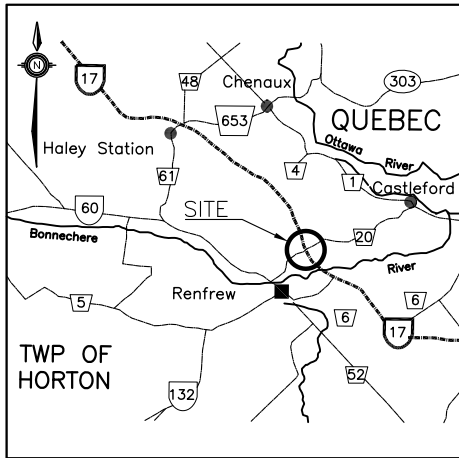 N
17
48
Chenaux
303
653
QUEBEC
Haley Station
Ottawa
River
61
4
1
Castleford
60
SITE
20
Bonnechere
River
5
Renfrew
6
6
17
TWP OF
HORTON
132
52